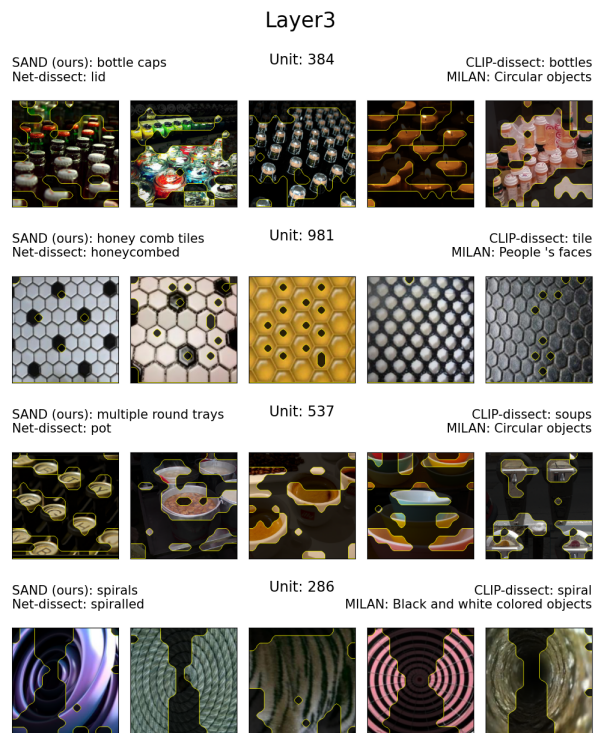 Layer3
SAND (ours): bottle caps
Net-dissect: lid
Unit: 384
CLIP-dissect: bottles
MILAN: Circular objects
SAND (ours): honey comb tiles
Net-dissect: honeycombed
Unit: 981
CLIP-dissect: tile
MILAN: People 's faces
SAND (ours): multiple round trays
Net-dissect: pot
Unit: 537
CLIP-dissect: soups
MILAN: Circular objects
SAND (ours): spirals
Net-dissect: spiralled
Unit: 286
CLIP-dissect: spiral
MILAN: Black and white colored objects